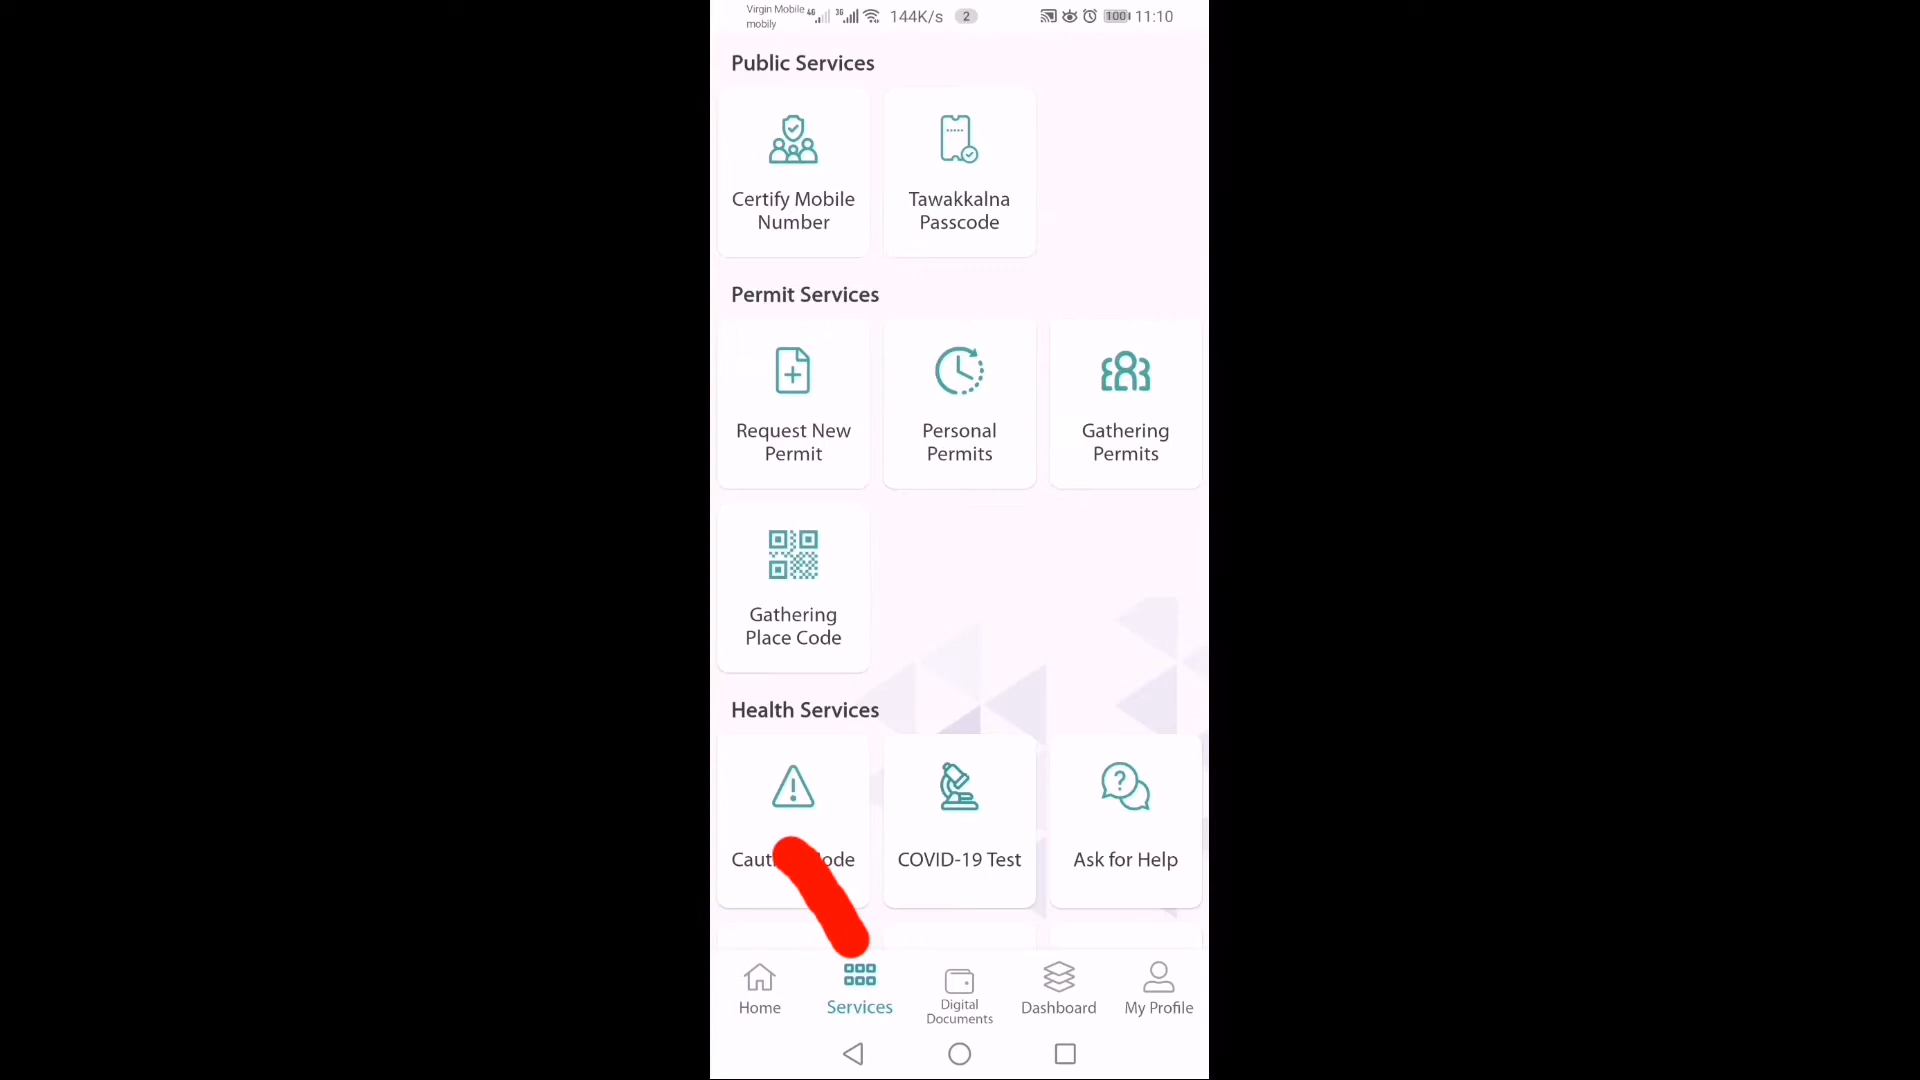 Virgin Mobile
mobily
4G
3G
144K/s
2
100
11:10
Public Services
Certify Mobile
Number
Tawakkalna
Passcode
Permit Services
Request New
Permit
Personal
Permits
Gathering
Permits
Gathering
Place Code
Health Services
Caut ode
COVID-19 Test
Ask for Help
Home
Services
Digital
Documents
Dashboard
My Profile